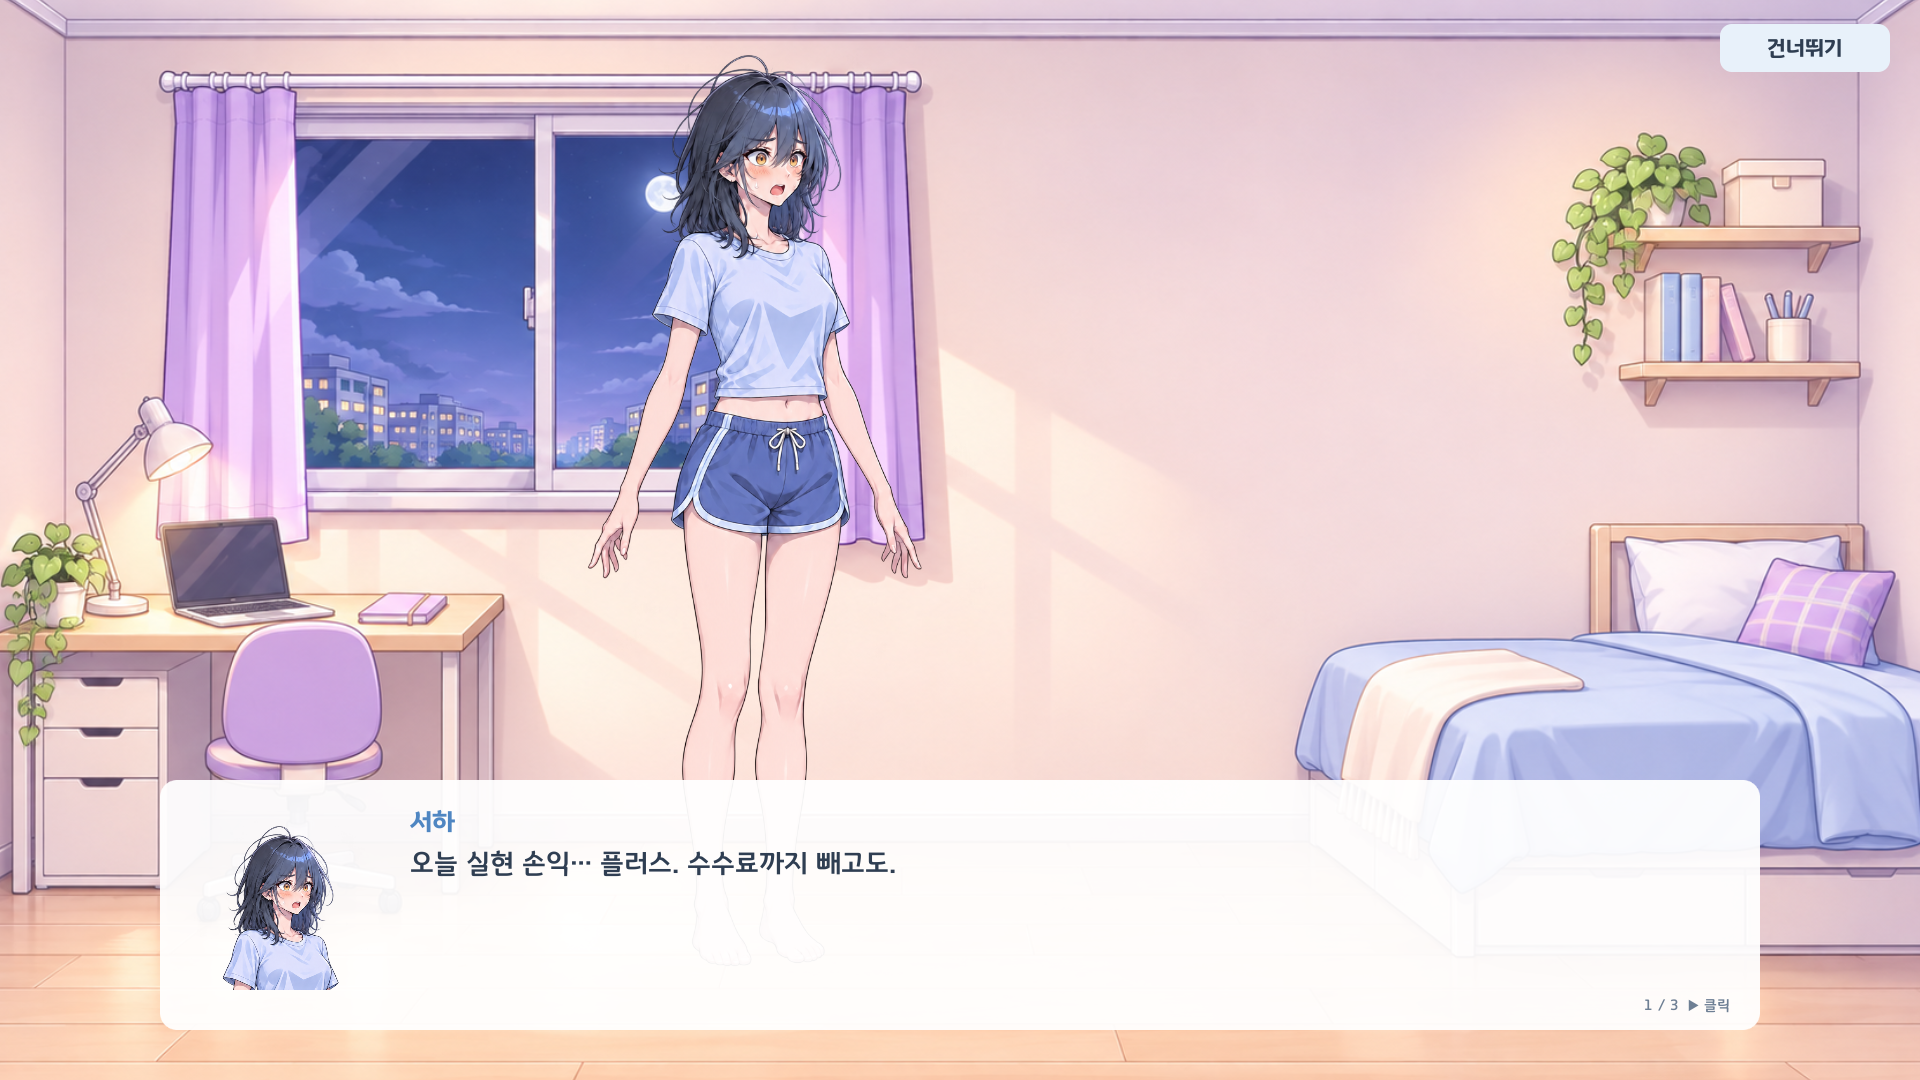 건너뛰기
서하
오늘 실현 손익… 플러스. 수수료까지 빼고도.
1 / 3 ▶ 클릭